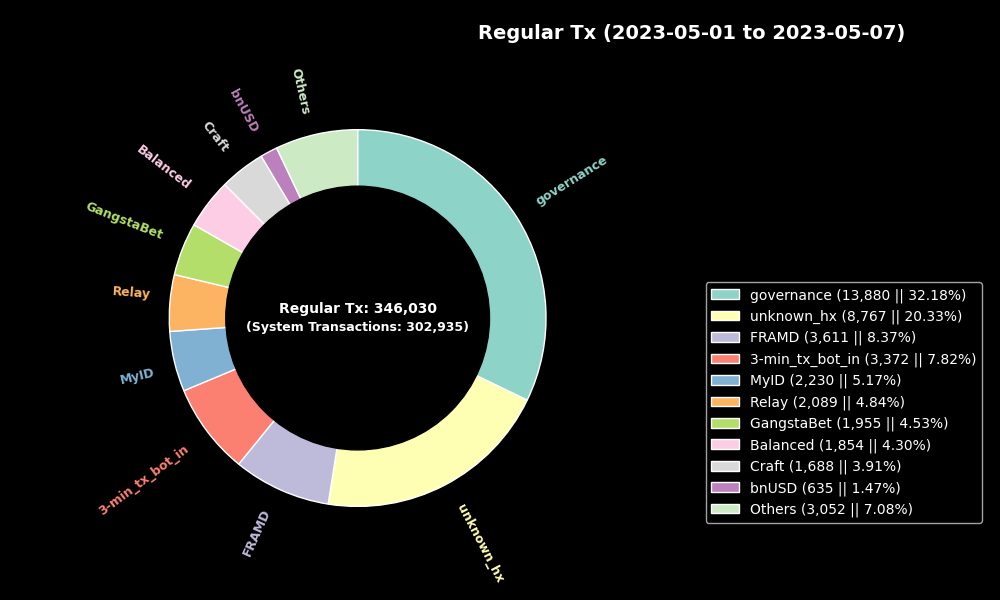 Regular Tx (2023-05-01 to 2023-05-07)
Others
bnUSD
Craft
Balanced
governance
GangstaBet
Relay
Regular Tx: 346,030
(System Transactions: 302,935)
MyID
3-min_tx_bot_in
FRAMD
unknown_hx
governance (13,880 || 32.18%)
unknown_hx (8,767 || 20.33%)
FRAMD (3,611 || 8.37%)
3-min_tx_bot_in (3,372 || 7.82%)
MyID (2,230 || 5.17%)
Relay (2,089 || 4.84%)
GangstaBet (1,955 || 4.53%)
Balanced (1,854 || 4.30%)
Craft (1,688 || 3.91%)
bnUSD (635 || 1.47%)
Others (3,052 || 7.08%)